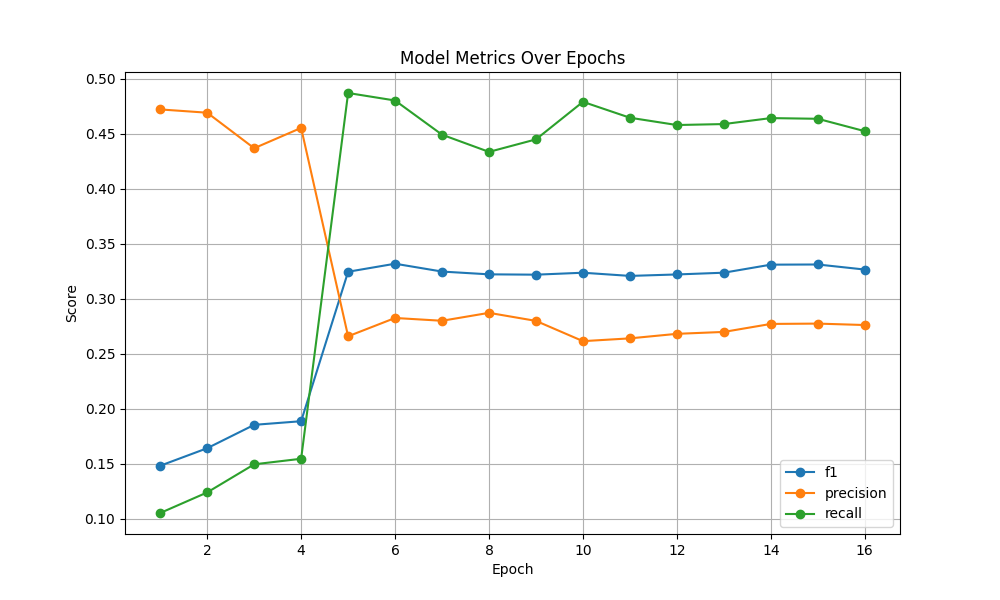 Model Metrics Over Epochs
Score
0.50
0.45
0.40
0.35
0.30
0.25
0.20
0.15
0.10
f1
precision
recall
2 4 6 8 10 12 14 16
Epoch